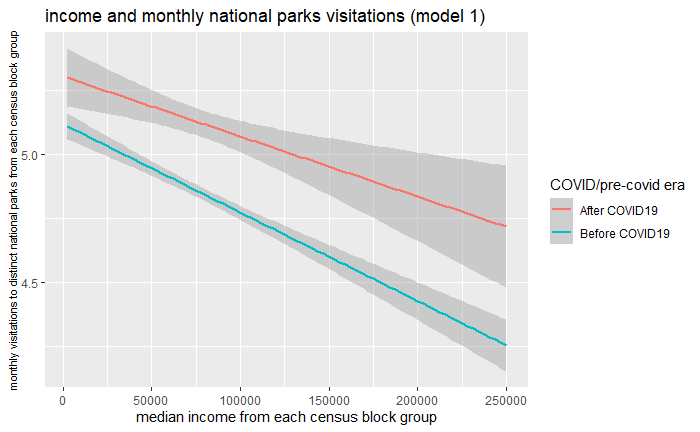 income and monthly national parks visitations (model 1)
monthly visitations to distinct national parks from each census block group
5.0
4.5
0
50000
100000
150000
200000
250000
median income from each census block group
COVID/pre-covid era
After COVID19
Before COVID19